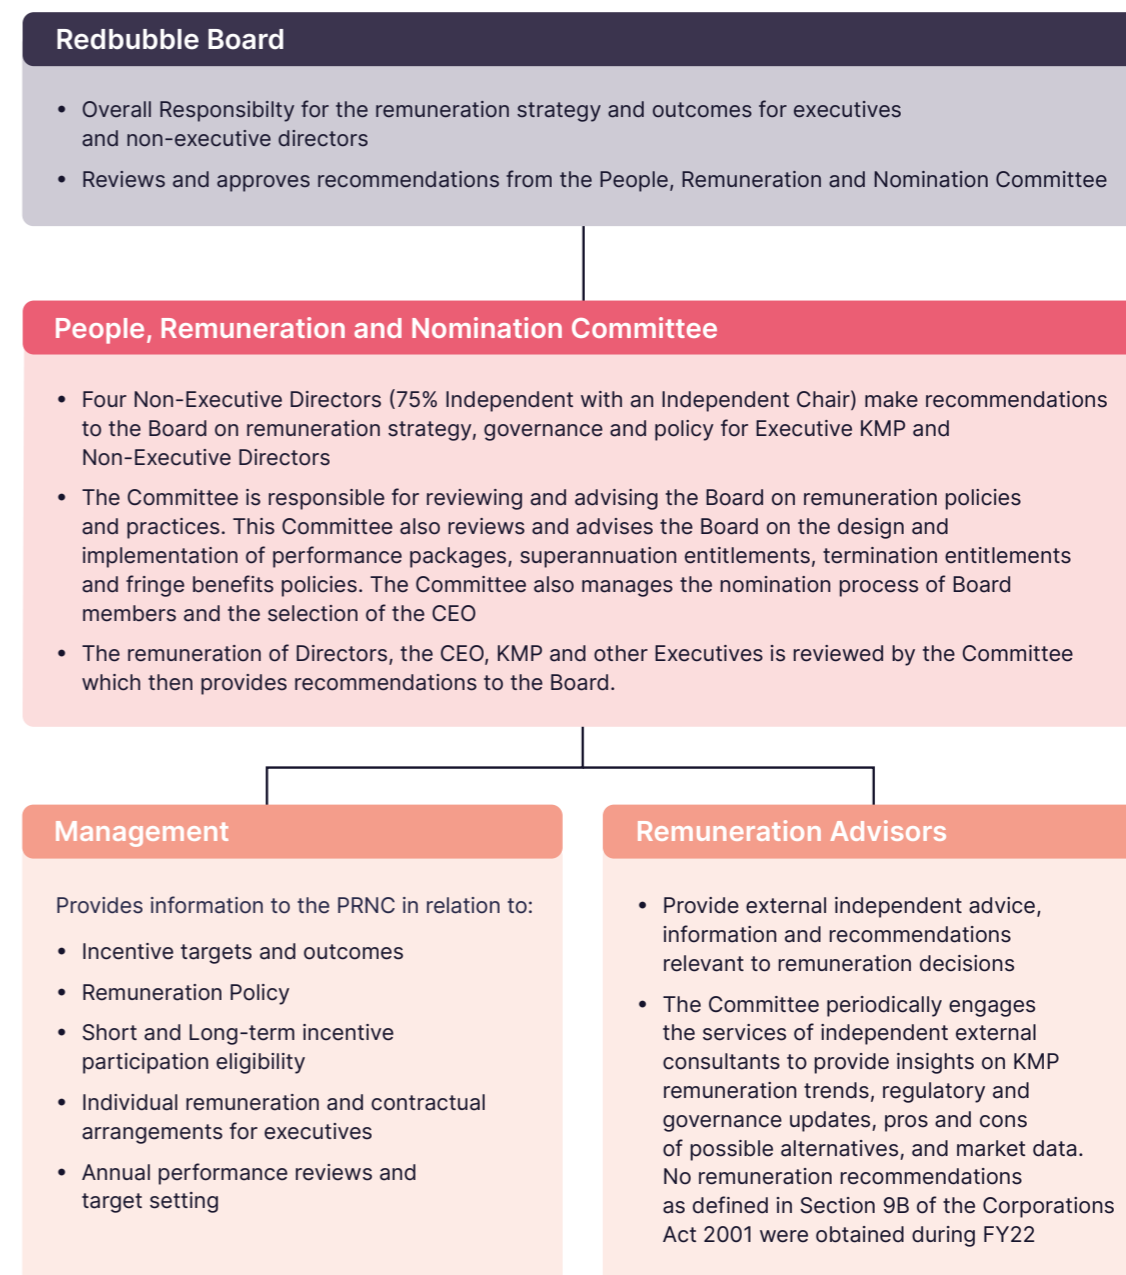 Redbubble Board
• Overall Responsibilty for the remuneration strategy and outcomes for executives
and non-executive directors
• Reviews and approves recommendations from the People, Remuneration and Nomination Committee
People, Remuneration and Nomination Committee
• Four Non-Executive Directors (75% Independent with an Independent Chair) make recommendations
to the Board on remuneration strategy, governance and policy for Executive KMP and
Non-Executive Directors
• The Committee is responsible for reviewing and advising the Board on remuneration policies
and practices. This Committee also reviews and advises the Board on the design and
implementation of performance packages, superannuation entitlements, termination entitlements
and fringe benefits policies. The Committee also manages the nomination process of Board
members and the selection of the CEO
• The remuneration of Directors, the CEO, KMP and other Executives is reviewed by the Committee
which then provides recommendations to the Board.
Management
Provides information to the PRNC in relation to:
• Incentive targets and outcomes
• Remuneration Policy
• Short and Long-term incentive
participation eligibility
• Individual remuneration and contractual
arrangements for executives
• Annual performance reviews and
target setting
Remuneration Advisors
• Provide external independent advice,
information and recommendations
relevant to remuneration decisions
• The Committee periodically engages
the services of independent external
consultants to provide insights on KMP
remuneration trends, regulatory and
governance updates, pros and cons
of possible alternatives, and market data.
No remuneration recommendations
as defined in Section 9B of the Corporations
Act 2001 were obtained during FY22